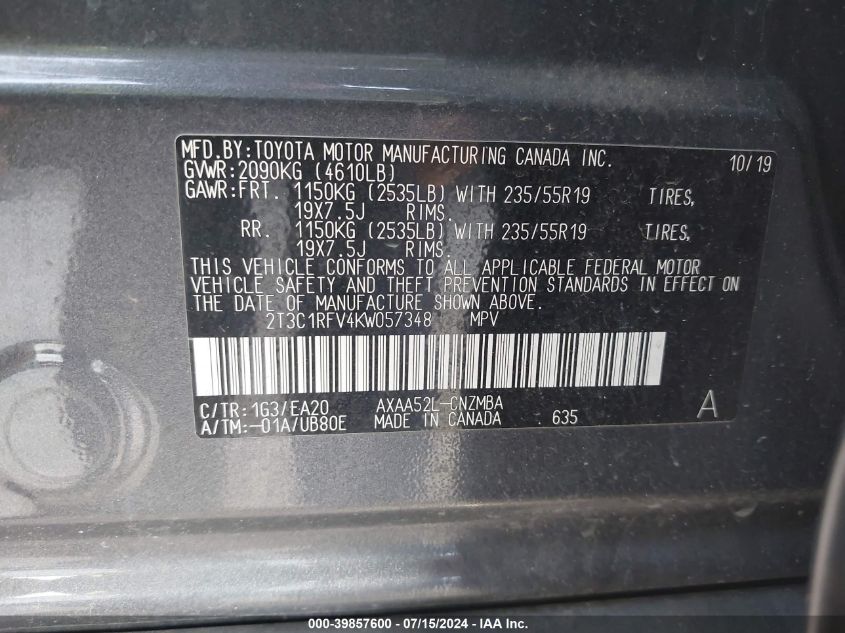 MFD.BY:TOYOTA MOTOR MANUFACTURING CANADA INC. 10/19
GVWR:2090KG (4610LB)
GAWR:FRT. 1150KG (2535LB) WITH 235/55R19 TIRES,
19X7.5J RIMS.
RR. 1150KG (2535LB) WITH 235/55R19 TIRES,
19X7.5J RIMS.
THIS VEHICLE CONFORMS TO ALL APPLICABLE FEDERAL MOTOR
VEHICLE SAFETY AND THEFT PREVENTION STANDARDS IN EFFECT ON
THE DATE OF MANUFACTURE SHOWN ABOVE.
2T3C1RFV4KW057348 MPV
C/TR:1G3/EA20 AXAA52L-CNZMBA A
A/TM:-01A/UB80E MADE IN CANADA 635
000-39857600 - 07/15/2024 - IAA Inc.